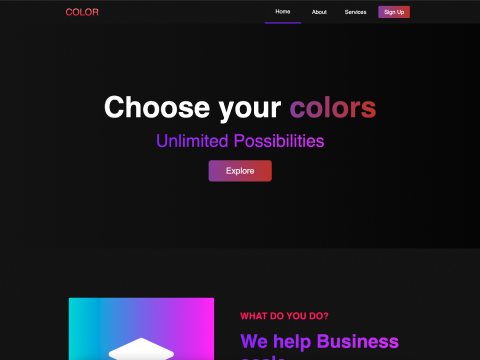 COLOR
Home
About
Services
Sign Up
Choose your colors
Unlimited Possibilities
Explore
WHAT DO YOU DO?
We help Business